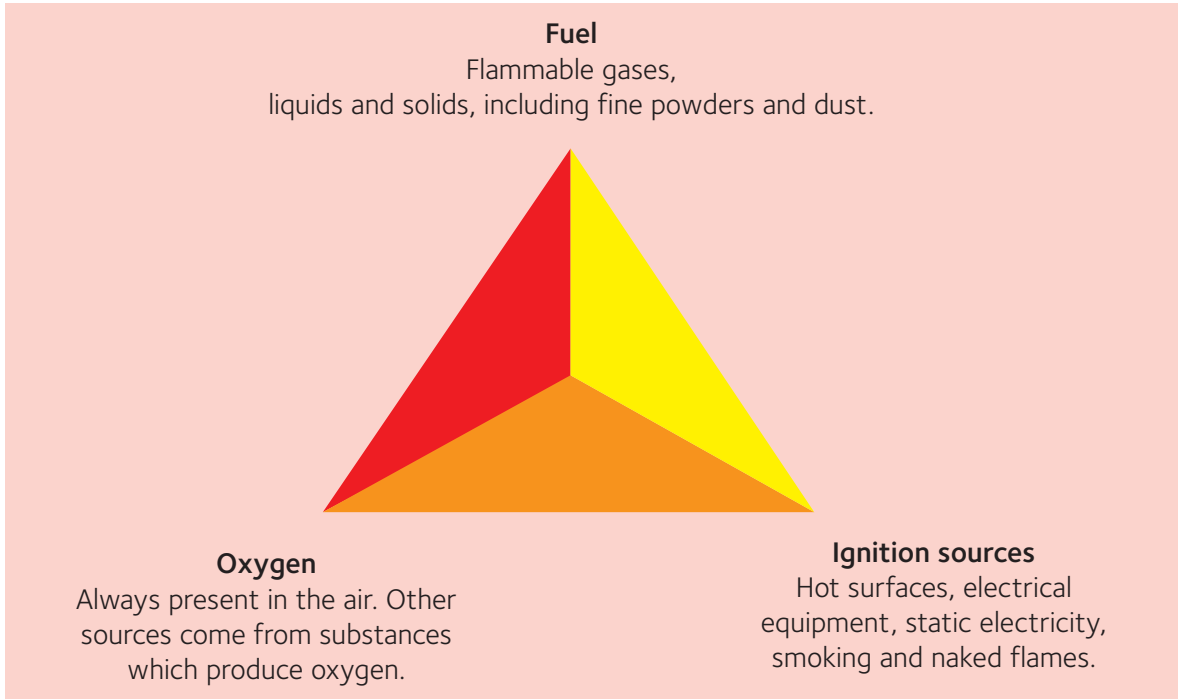 Fuel
Flammable gases,
liquids and solids, including fine powders and dust.
Oxygen
Always present in the air. Other
sources come from substances
which produce oxygen.
Ignition sources
Hot surfaces, electrical
equipment, static electricity,
smoking and naked flames.